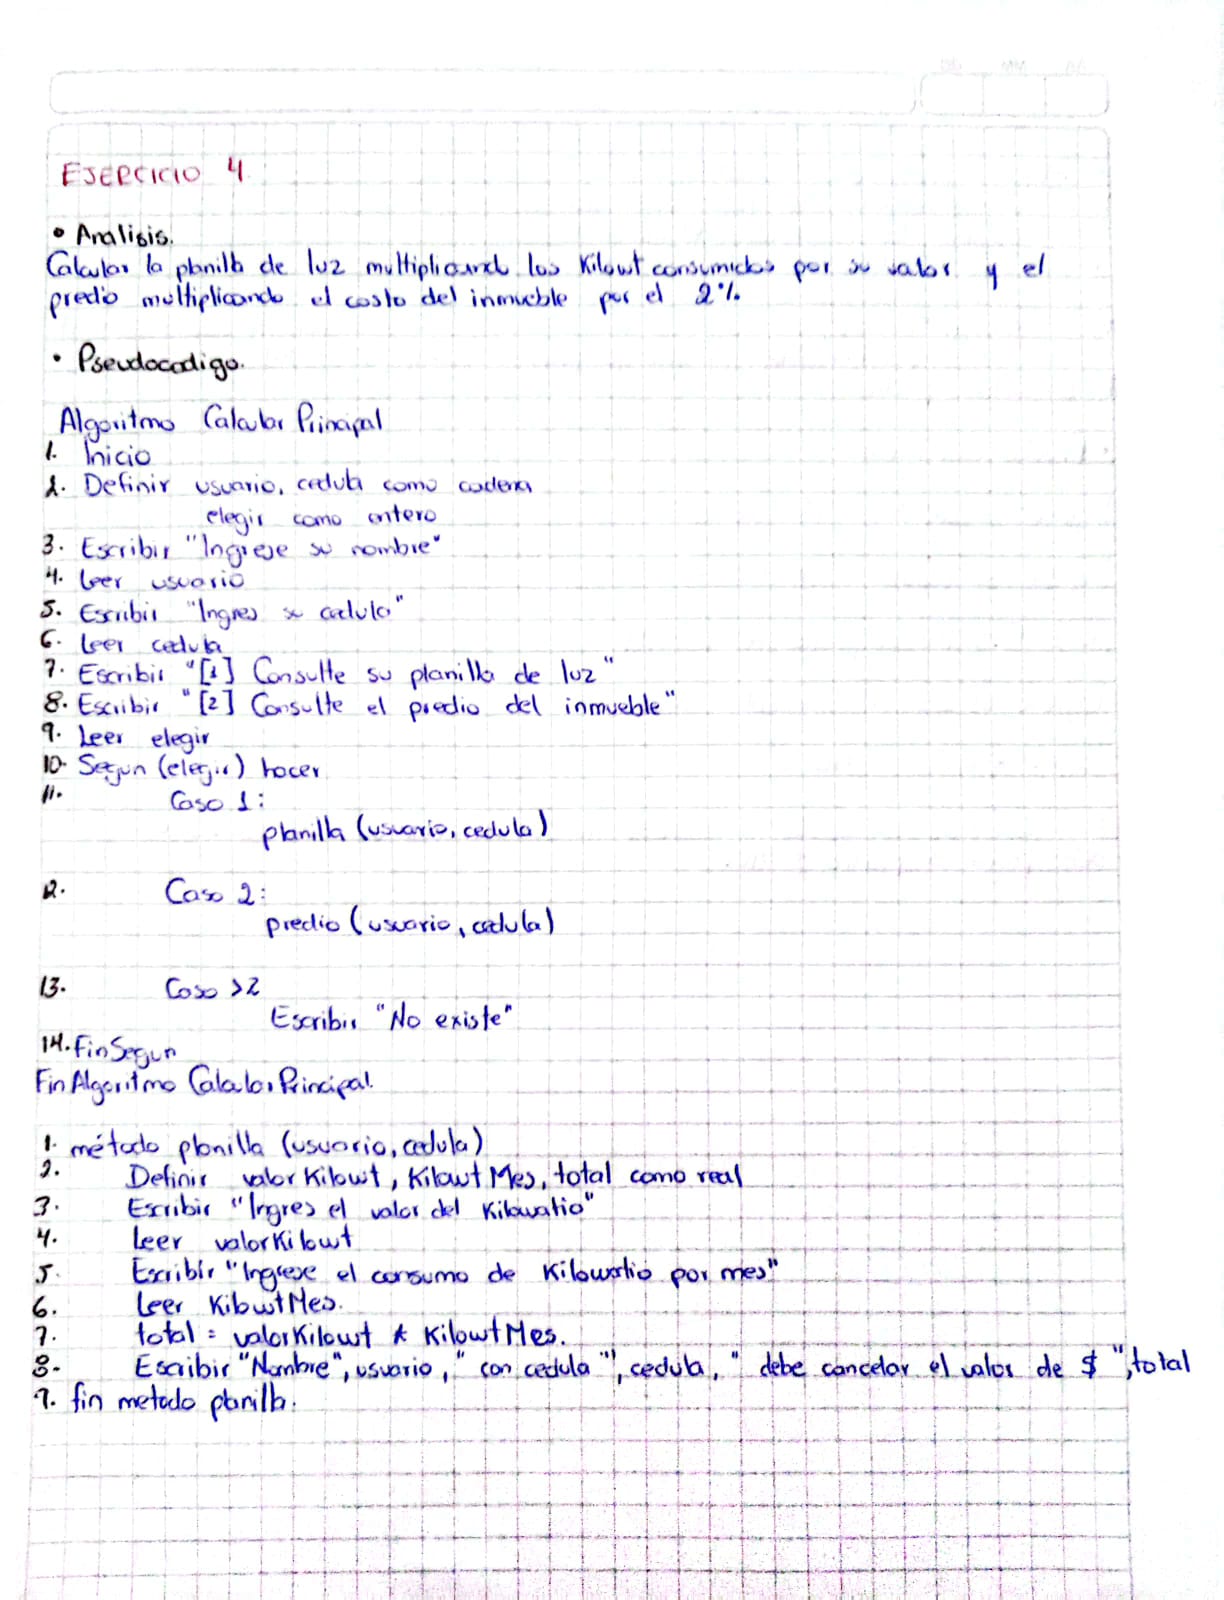 EJERCICIO 4
• Analisis.
Calcular la planilla de luz multiplicando los Kilowt consumidos por su valor y el
predio multiplicando el costo del inmueble por el 2%
• Pseudocodigo.
Algoritmo Calcular Principal
1. Inicio
2. Definir usuario, cedula como cadena
elegir como entero
3. Escribir "Ingrese su nombre"
4. Leer usuario
5. Escribir "Ingres su cedula"
6. Leer cedula
7. Escribir "[1] Consulte su planilla de luz"
8. Escribir "[2] Consulte el predio del inmueble"
9. Leer elegir
10. Segun (elegir) hacer
11. Caso 1:
planilla (usuario, cedula)
12. Caso 2:
predio (usuario, cedula)
13. Caso >2
Escribir "No existe"
14. FinSegun
Fin Algoritmo Calcular Principal.
1. método planilla (usuario, cedula)
2. Definir valorKilowt, KilowtMes, total como real
3. Escribir "Ingres el valor del Kilowatio"
4. Leer valorKilowt
5. Escribir "Ingrese el consumo de Kilowatio por mes"
6. Leer KilowtMes.
7. total = valorKilowt * KilowtMes.
8. Escribir "Nombre", usuario, " con cedula "', cedula, " debe cancelar el valor de $ ", total
9. fin metodo planilla.